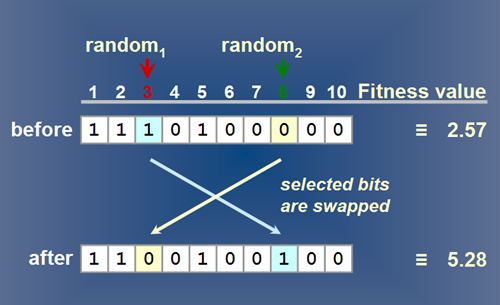 random1 random2
1 2 3 4 5 6 7 8 9 10 Fitness value
before 1 1 1 0 1 0 0 0 0 0 ≡ 2.57
selected bits
are swapped
after 1 1 0 0 1 0 0 1 0 0 ≡ 5.28